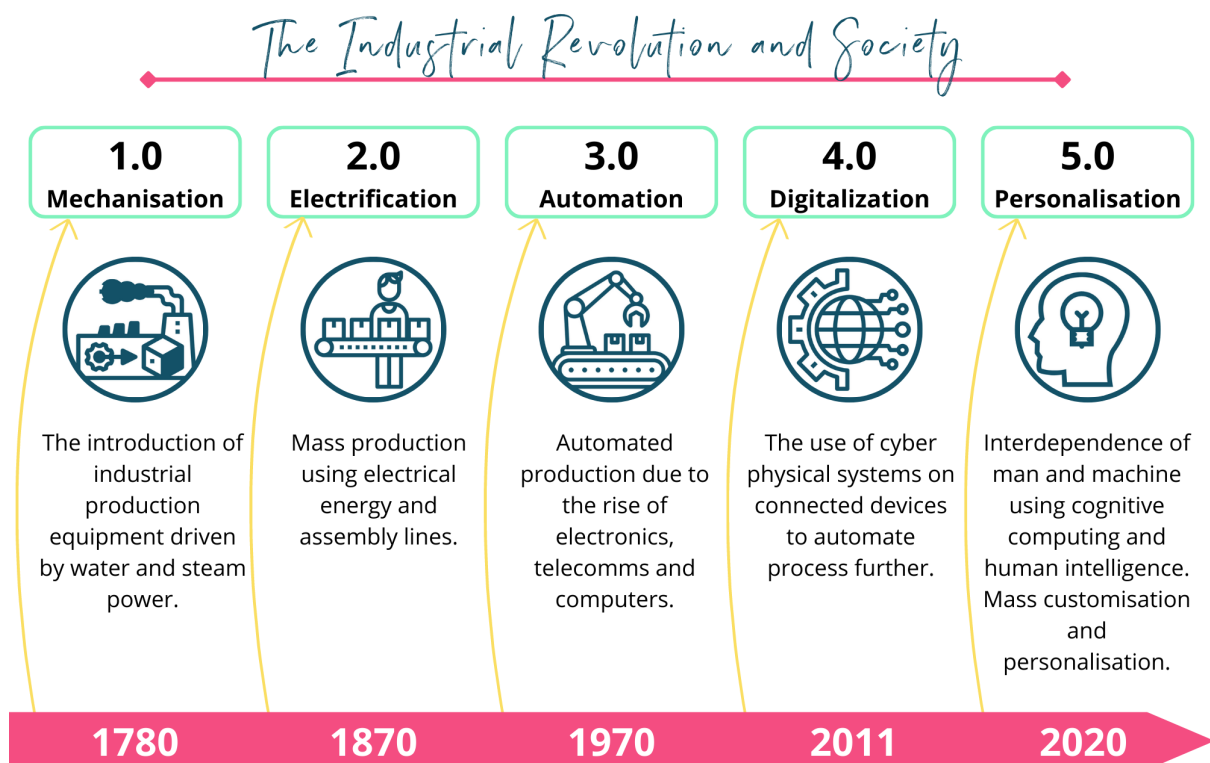 The Industrial Revolution and Society
1.0
Mechanisation
The introduction of
industrial
production
equipment driven
by water and steam
power.
1780
2.0
Electrification
Mass production
using electrical
energy and
assembly lines.
1870
3.0
Automation
Automated
production due to
the rise of
electronics,
telecomms and
computers.
1970
4.0
Digitalization
The use of cyber
physical systems on
connected devices
to automate
process further.
2011
5.0
Personalisation
Interdependence of
man and machine
using cognitive
computing and
human intelligence.
Mass customisation
and
personalisation.
2020